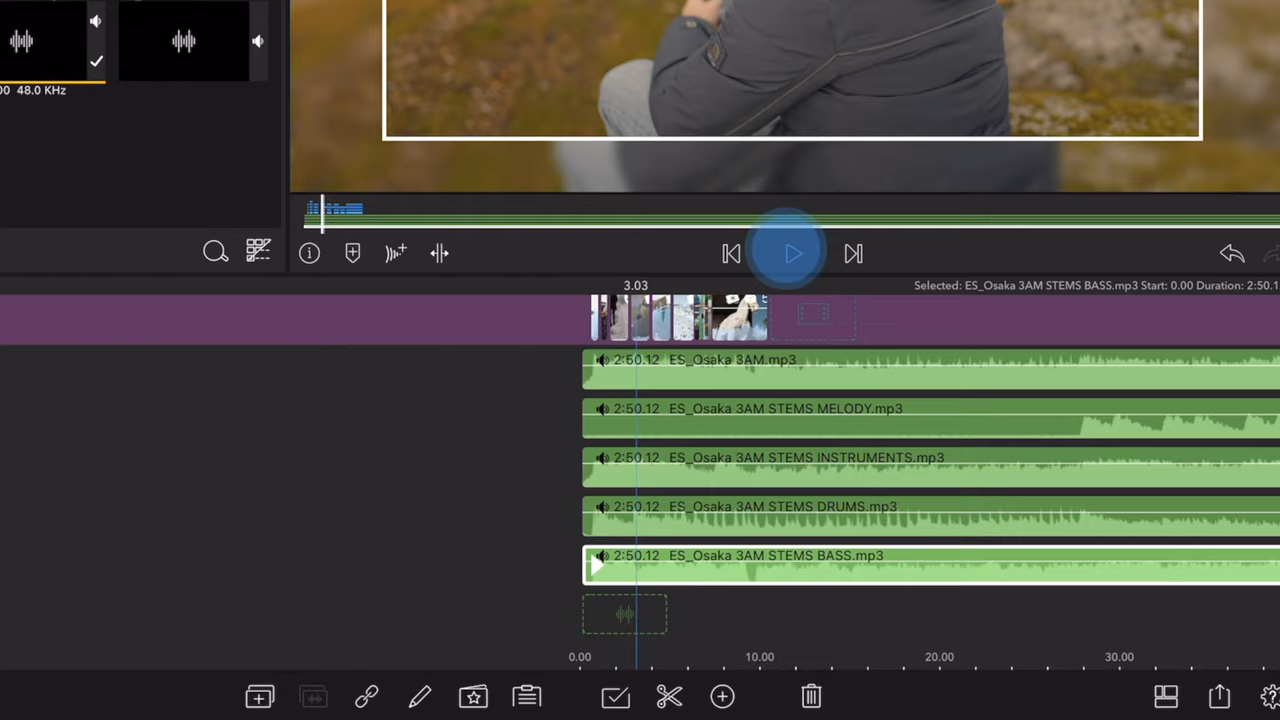 00 48.0 KHz
3.03
Selected: ES_Osaka 3AM STEMS BASS.mp3 Start: 0.00 Duration: 2:50.1
2:50.12 ES_Osaka 3AM.mp3
2:50.12 ES_Osaka 3AM STEMS MELODY.mp3
2:50.12 ES_Osaka 3AM STEMS INSTRUMENTS.mp3
2:50.12 ES_Osaka 3AM STEMS DRUMS.mp3
2:50.12 ES_Osaka 3AM STEMS BASS.mp3
0.00 10.00 20.00 30.00